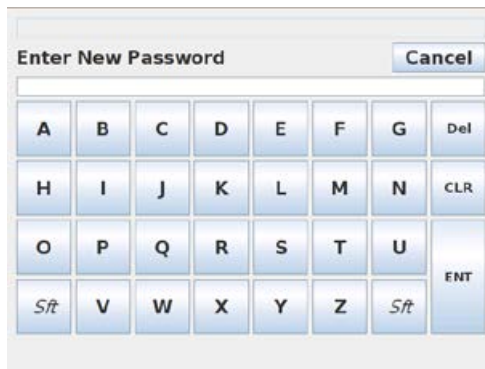 Enter New Password Cancel
A B C D E F G Del
H I J K L M N CLR
O P Q R S T U
ENT
Sft V W X Y Z Sft